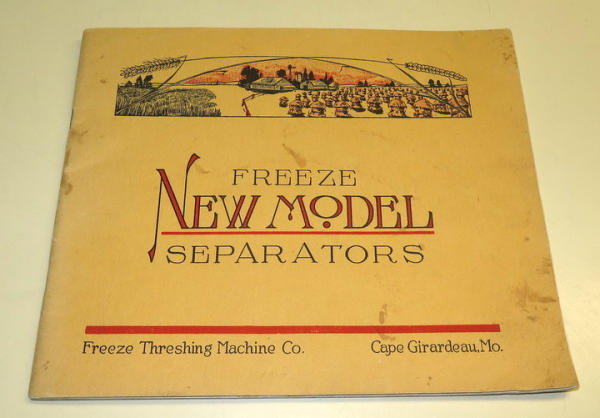 FREEZE
NEW MODEL
SEPARATORS
Freeze Threshing Machine Co. Cape Girardeau, Mo.